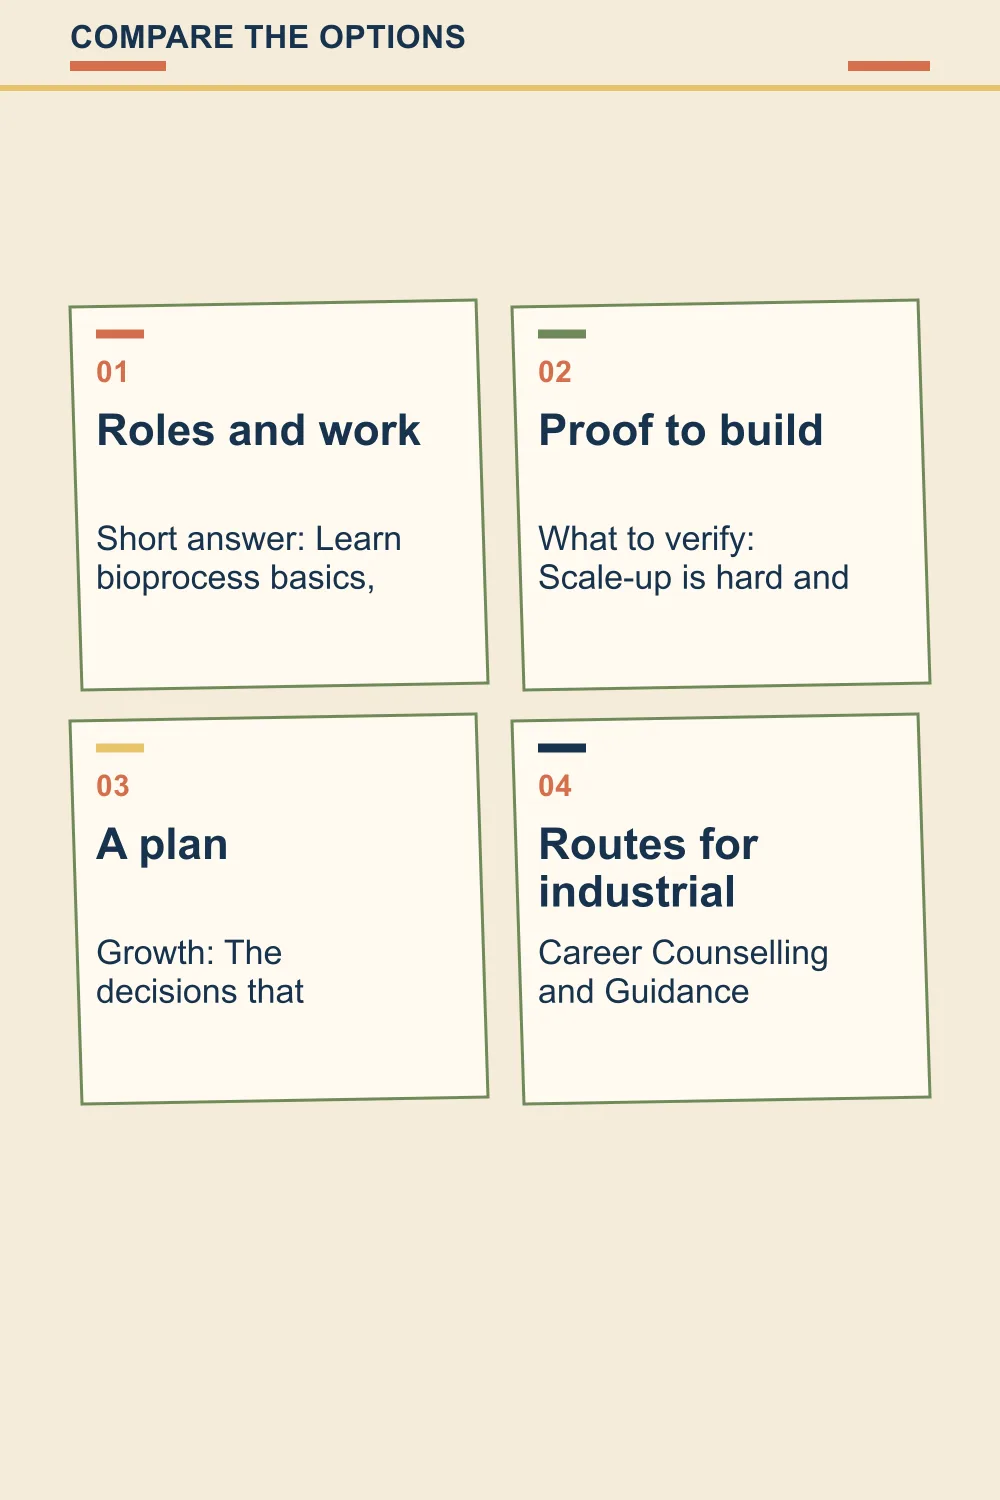 COMPARE THE OPTIONS
01
Roles and work
Short answer: Learn
bioprocess basics,
02
Proof to build
What to verify:
Scale-up is hard and
03
A plan
Growth: The
decisions that
04
Routes for
industrial
Career Counselling
and Guidance